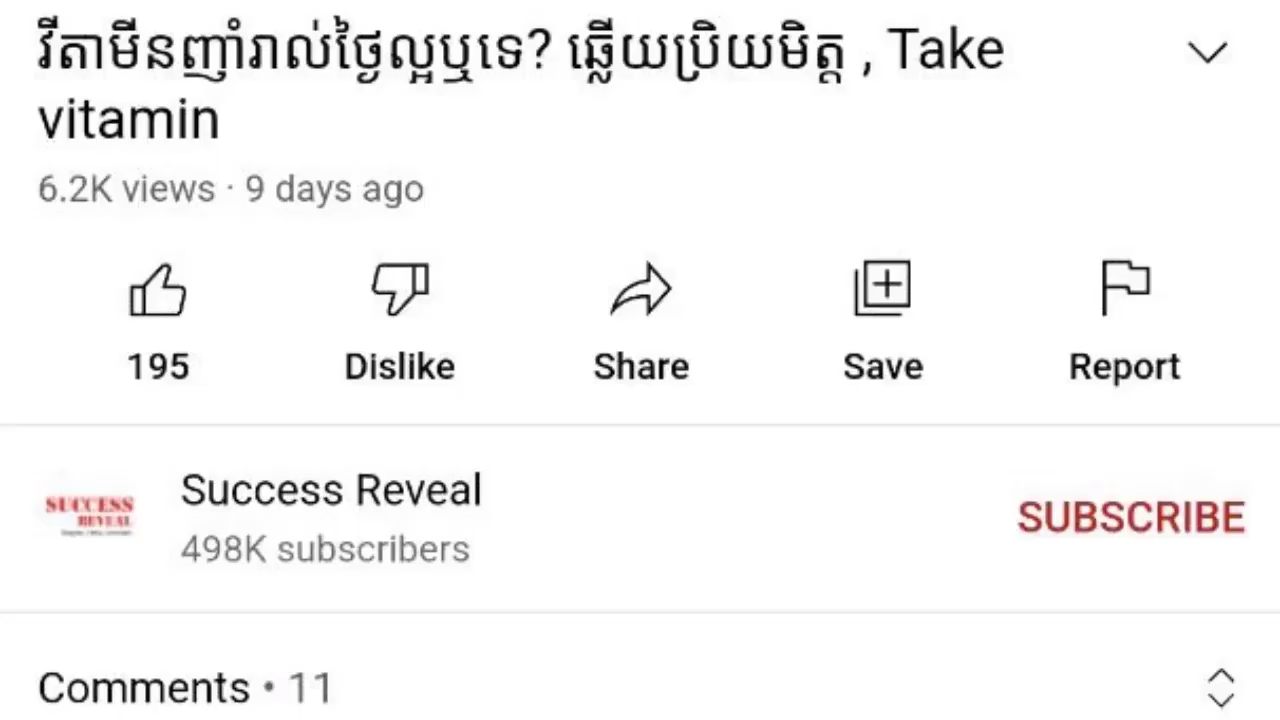 វីតាមីនញ៉ាំរាល់ថ្ងៃល្អឬទេ? ឆ្លើយប្រិយមិត្ត , Take
vitamin
6.2K views · 9 days ago
195 Dislike Share Save Report
SUCCESS
REVEAL
Success Reveal
498K subscribers
SUBSCRIBE
Comments • 11